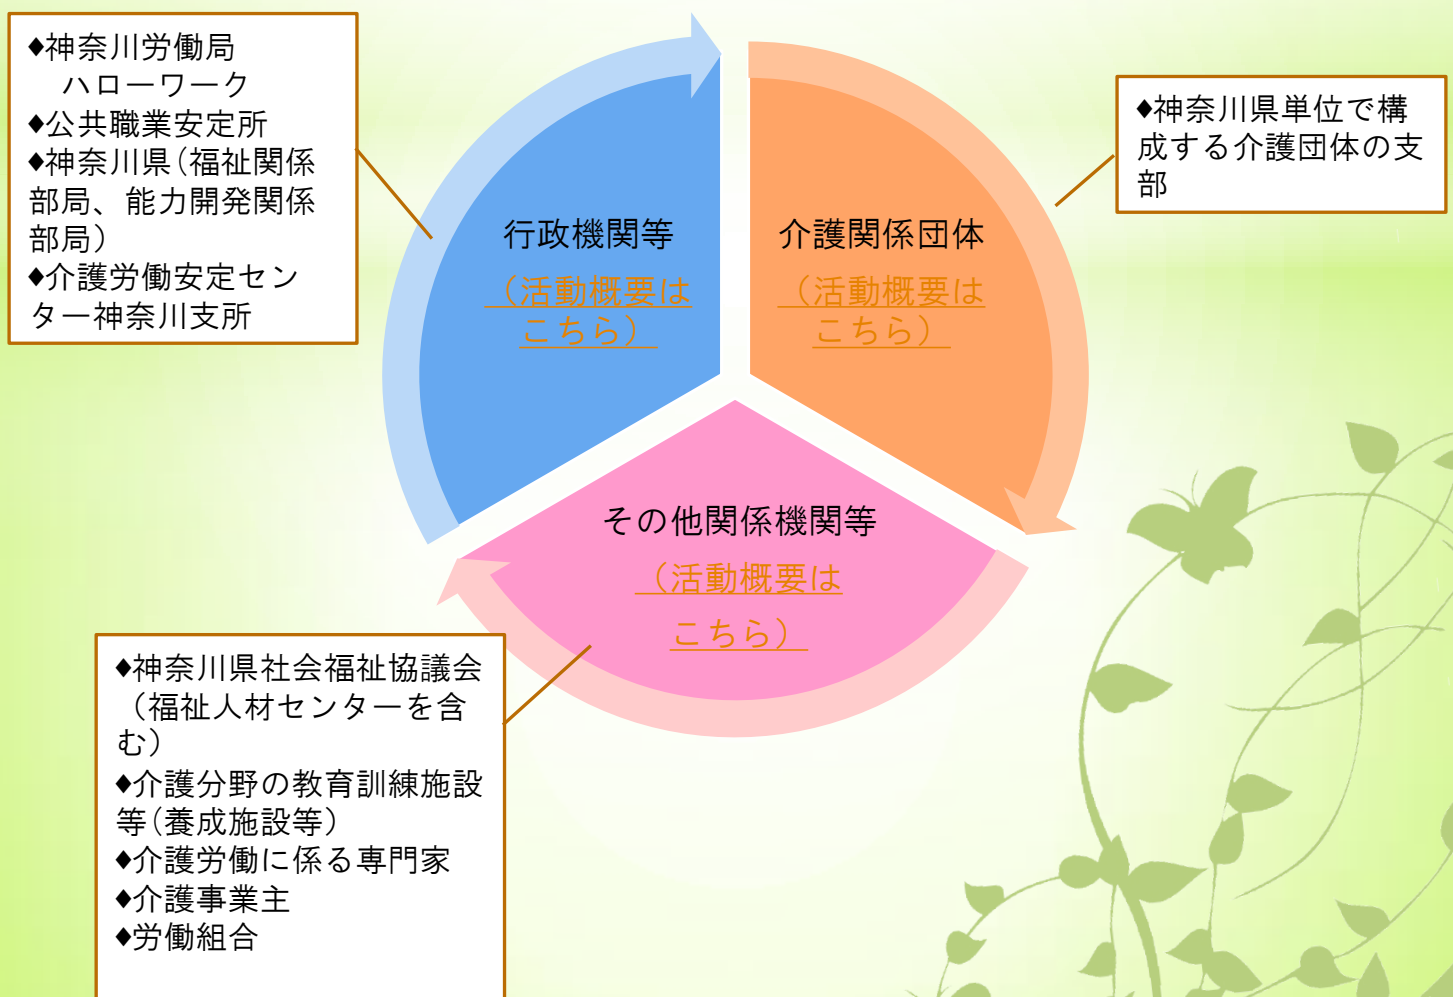 ◆神奈川労働局
ハローワーク
◆公共職業安定所
◆神奈川県(福祉関係
部局、能力開発関係
部局)
◆介護労働安定セン
ター神奈川支所
行政機関等
(活動概要は
こちら)
介護関係団体
(活動概要は
こちら)
◆神奈川県単位で構
成する介護団体の支
部
その他関係機関等
(活動概要は
こちら)
◆神奈川県社会福祉協議会
(福祉人材センターを含
む)
◆介護分野の教育訓練施設
等(養成施設等)
◆介護労働に係る専門家
◆介護事業主
◆労働組合